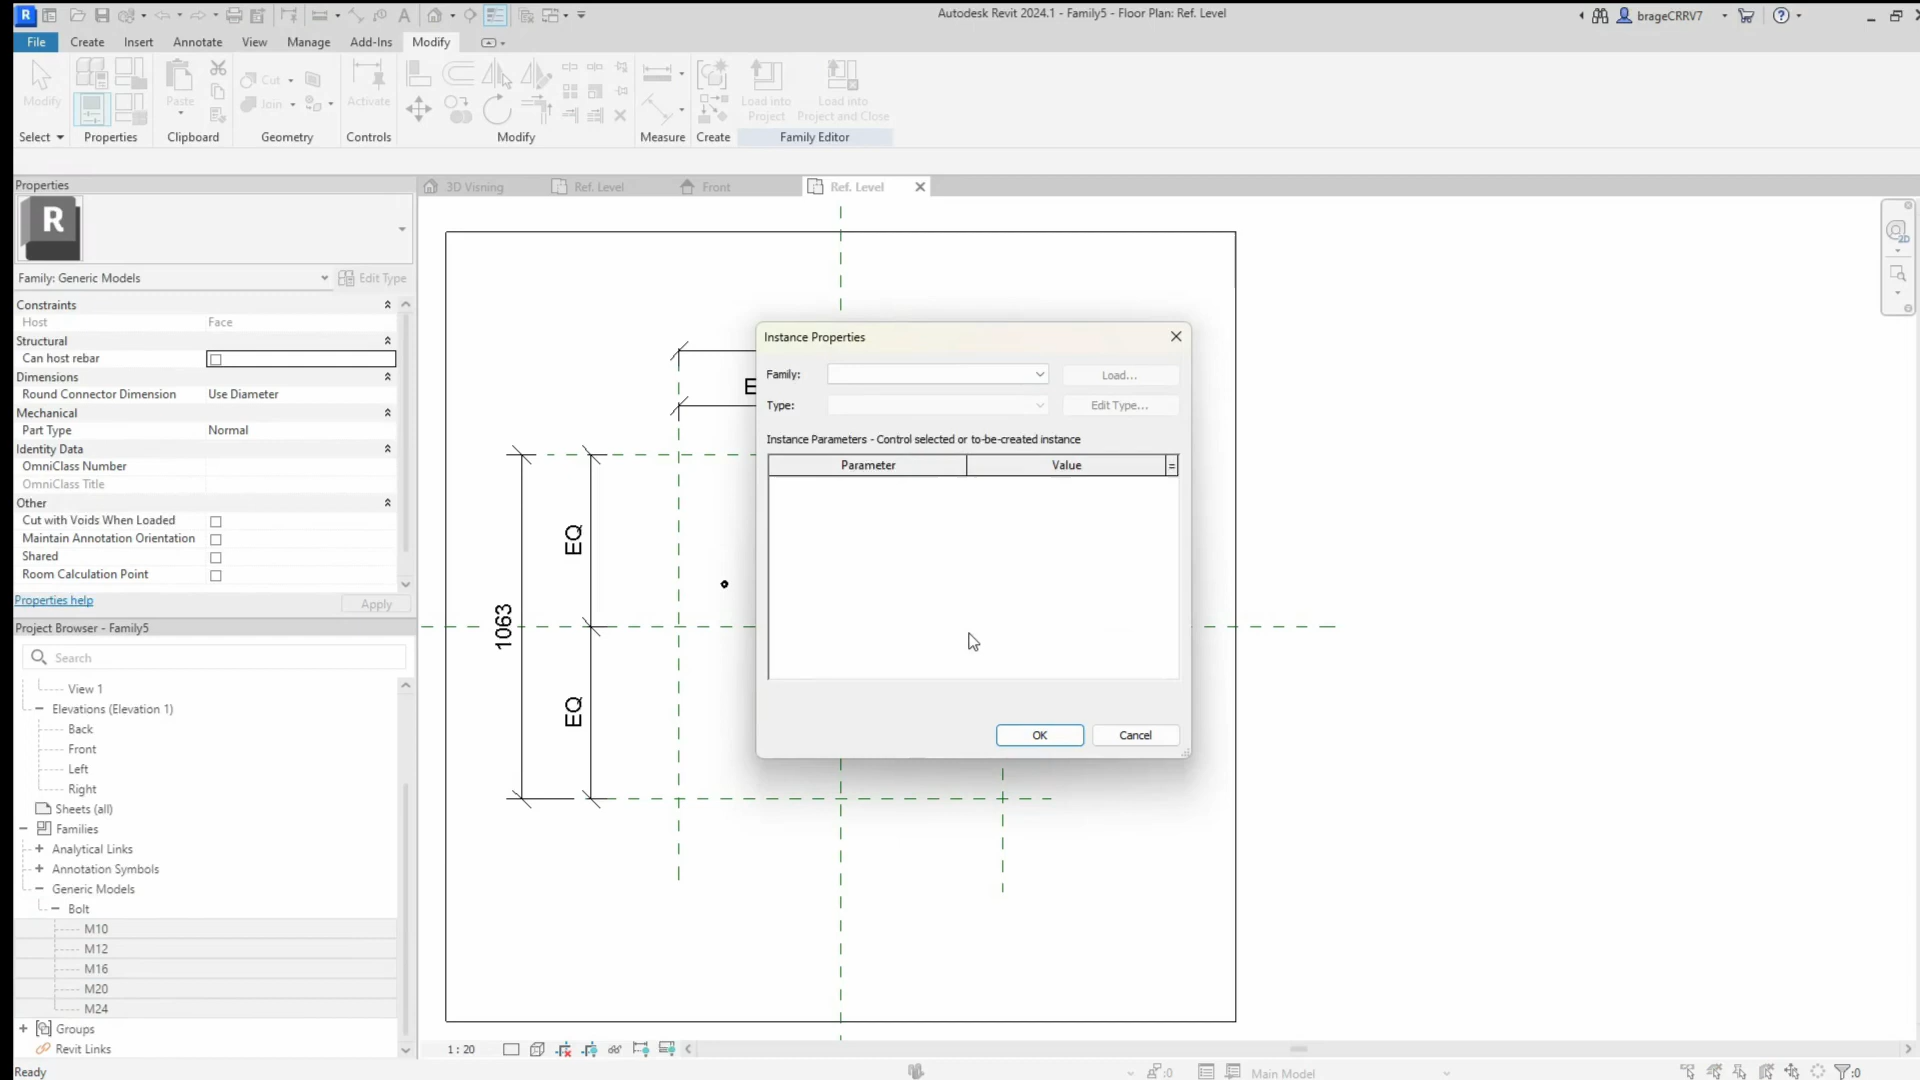 Autodesk Revit 2024.1 - Family5 - Floor Plan: Ref. Level
brageCRRV7
File Create Insert Annotate View Manage Add-Ins Modify
Modify
Paste
Cut
Join
Activate
Load into Project
Load into Project and Close
Select Properties Clipboard Geometry Controls Modify Measure Create Family Editor
Properties
3D Visning
Ref. Level
Front
Ref. Level
R
Family: Generic Models
Edit Type
Constraints
Host Face
Structural
Can host rebar
Dimensions
Round Connector Dimension Use Diameter
Mechanical
Part Type Normal
Identity Data
OmniClass Number
OmniClass Title
Other
Cut with Voids When Loaded
Maintain Annotation Orientation
Shared
Room Calculation Point
Properties help
Apply
Project Browser - Family5
Search
View 1
Elevations (Elevation 1)
Back
Front
Left
Right
Sheets (all)
Families
Analytical Links
Annotation Symbols
Generic Models
Bolt
M10
M12
M16
M20
M24
Groups
Revit Links
EQ
1063
EQ
Instance Properties
Family:
Load...
Type:
Edit Type...
Instance Parameters - Control selected or to-be-created instance
Parameter Value =
OK
Cancel
1 : 20
Ready
:0
Main Model
:0
2D